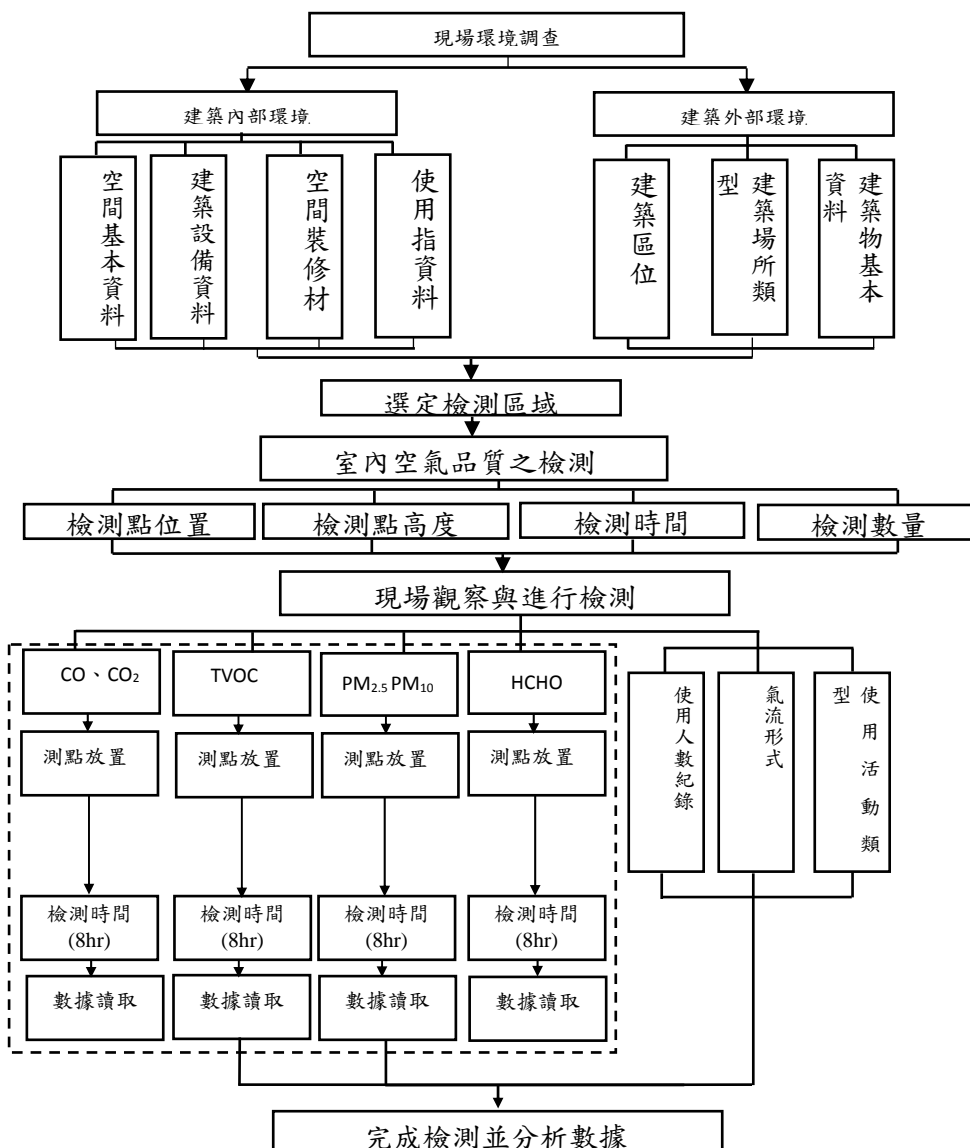 現場環境調查
建築內部環境
建築外部環境
空間基本資料
建築設備資料
空間裝修材
使用指資料
建築區位
建築場所類
型
建築物基本
資料
選定檢測區域
室內空氣品質之檢測
檢測點位置
檢測點高度
檢測時間
檢測數量
現場觀察與進行檢測
CO、CO₂
TVOC
PM₂.₅ PM₁₀
HCHO
使用人數紀錄
氣流形式
使用活動類
型
測點放置
測點放置
測點放置
測點放置
檢測時間
(8hr)
檢測時間
(8hr)
檢測時間
(8hr)
檢測時間
(8hr)
數據讀取
數據讀取
數據讀取
數據讀取
完成檢測並分析數據